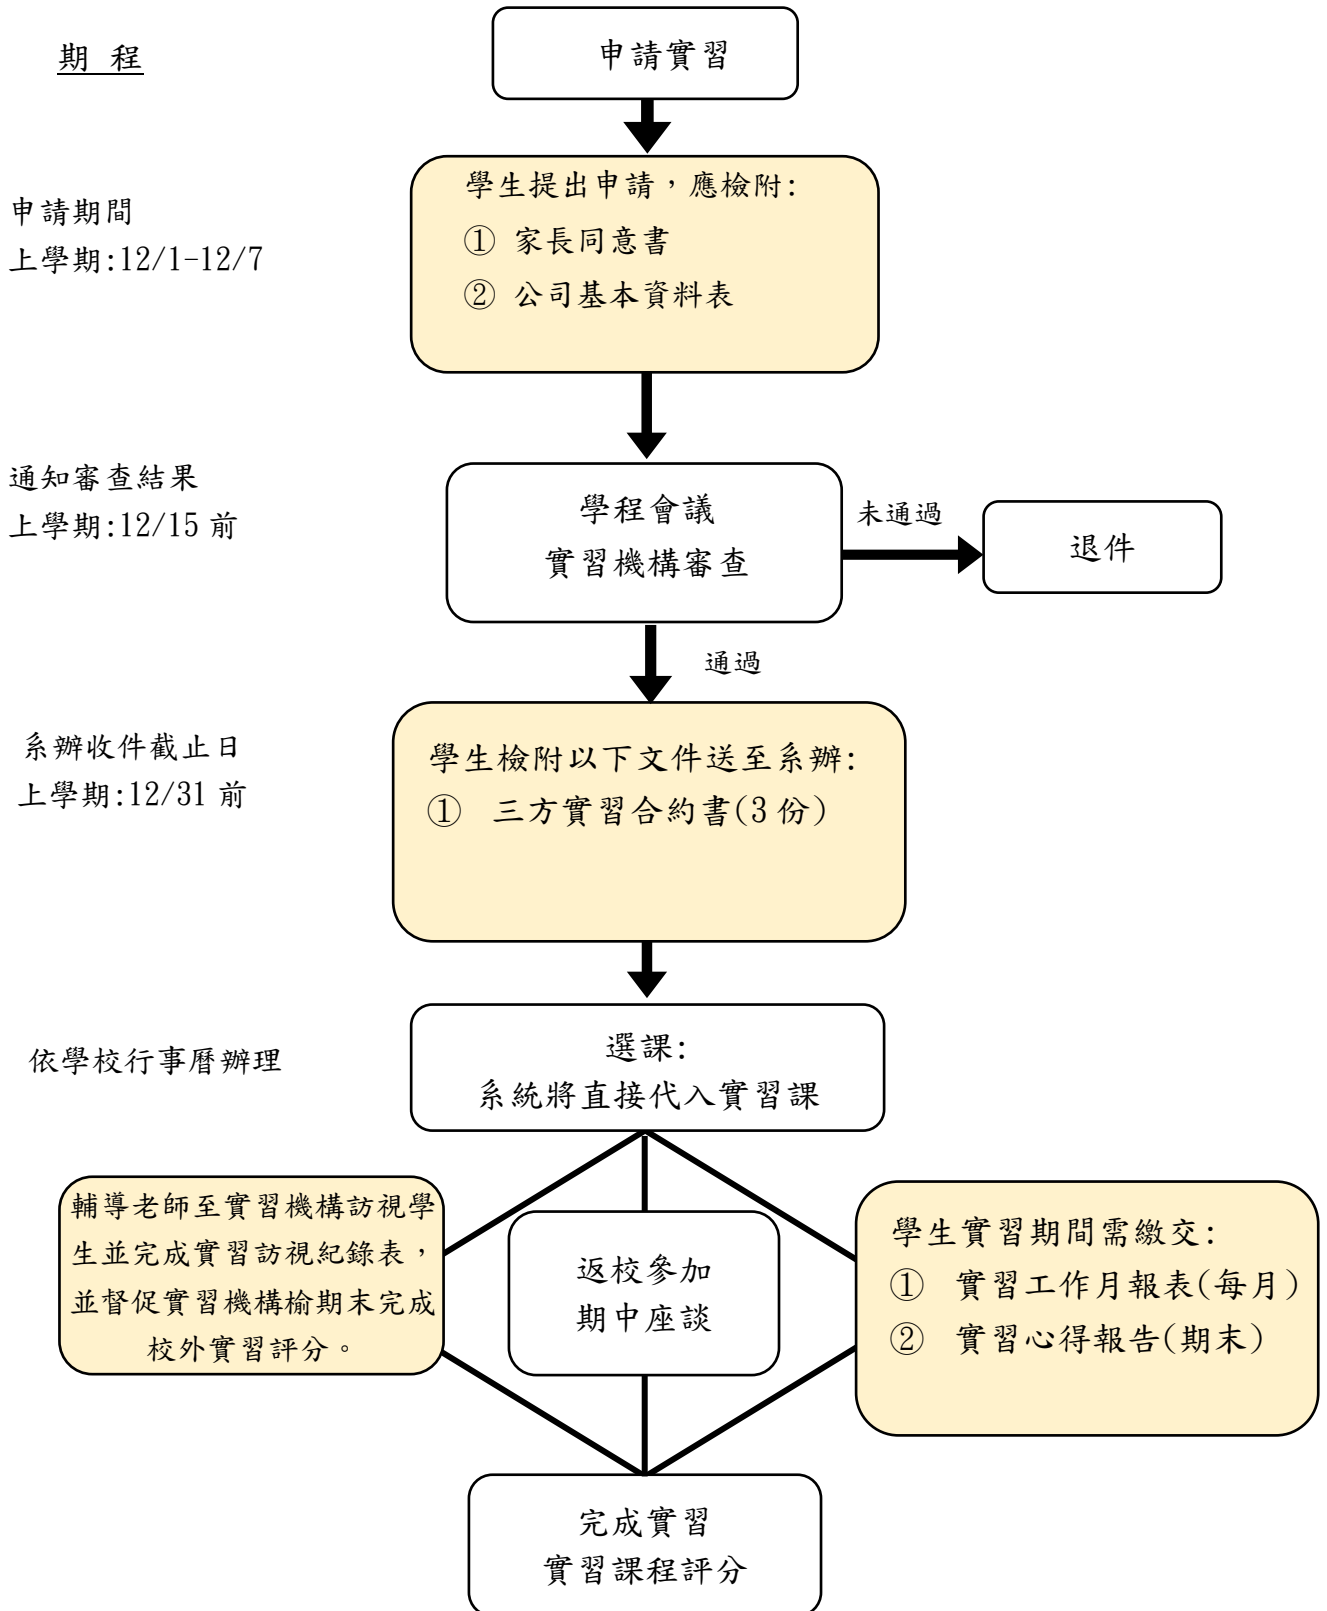 期 程
申請實習
申請期間
上學期:12/1-12/7
學生提出申請，應檢附:
① 家長同意書
② 公司基本資料表
通知審查結果
上學期:12/15 前
學程會議
實習機構審查
未通過
退件
通過
系辦收件截止日
上學期:12/31 前
學生檢附以下文件送至系辦:
① 三方實習合約書(3 份)
依學校行事曆辦理
選課:
系統將直接代入實習課
輔導老師至實習機構訪視學
生並完成實習訪視紀錄表，
並督促實習機構榆期末完成
校外實習評分。
返校參加
期中座談
學生實習期間需繳交:
① 實習工作月報表(每月)
② 實習心得報告(期末)
完成實習
實習課程評分